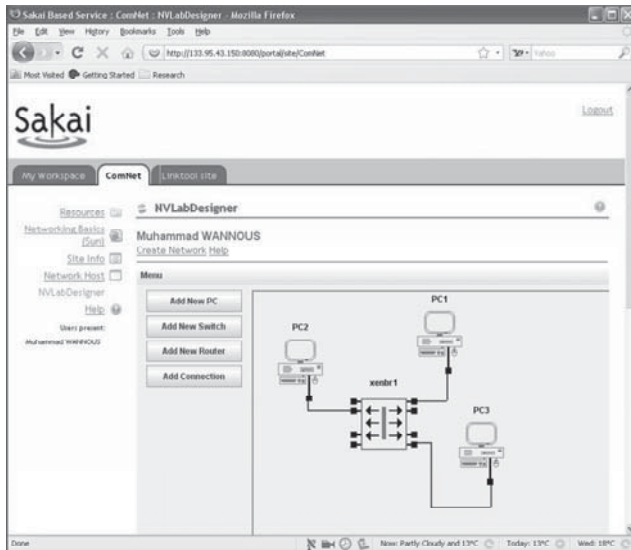 Sakai Based Service : ComNet : NVLabDesigner - Mozilla Firefox
File Edit View History Bookmarks Tools Help
http://133.95.43.150:8080/portal/site/ComNet
Yahoo
Most Visited Getting Started Research
Sakai
Logout
My Workspace ComNet Linktool site
Resources
Networking Basics (Sun)
Site Info
Network Host
NVLabDesigner
Help
Users present:
Muhammad WANNOUS
NVLabDesigner
Muhammad WANNOUS
Create Network Help
Menu
Add New PC
Add New Switch
Add New Router
Add Connection
PC1
PC2
xenbr1
PC3
Done
Now: Partly Cloudy and 13°C
Today: 13°C
Wed: 18°C